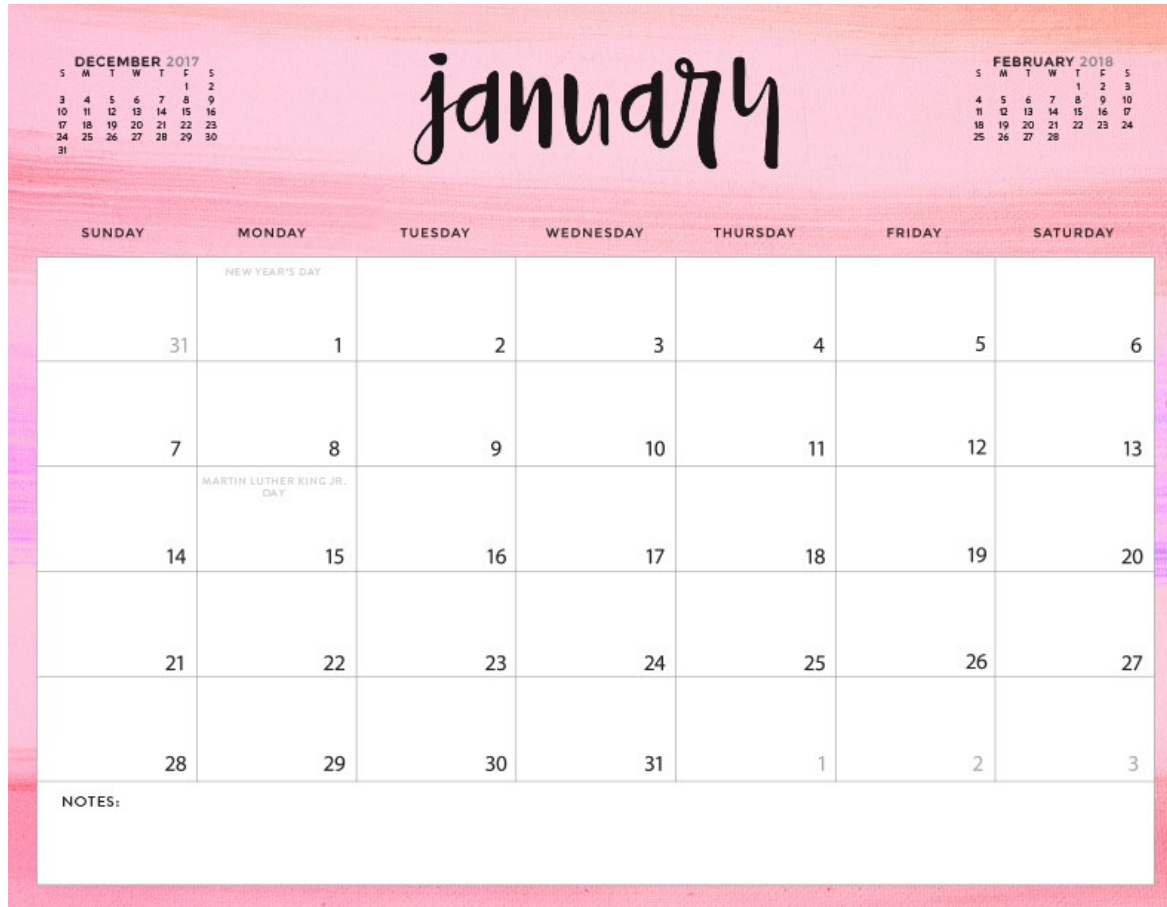 DECEMBER 2017
S M T W T F S
1 2
3 4 5 6 7 8 9
10 11 12 13 14 15 16
17 18 19 20 21 22 23
24 25 26 27 28 29 30
31
january
FEBRUARY 2018
S M T W T F S
1 2 3
4 5 6 7 8 9 10
11 12 13 14 15 16 17
18 19 20 21 22 23 24
25 26 27 28
SUNDAY MONDAY TUESDAY WEDNESDAY THURSDAY FRIDAY SATURDAY
NEW YEAR'S DAY
31 1 2 3 4 5 6
7 8 9 10 11 12 13
MARTIN LUTHER KING JR.
DAY
14 15 16 17 18 19 20
21 22 23 24 25 26 27
28 29 30 31 1 2 3
NOTES: